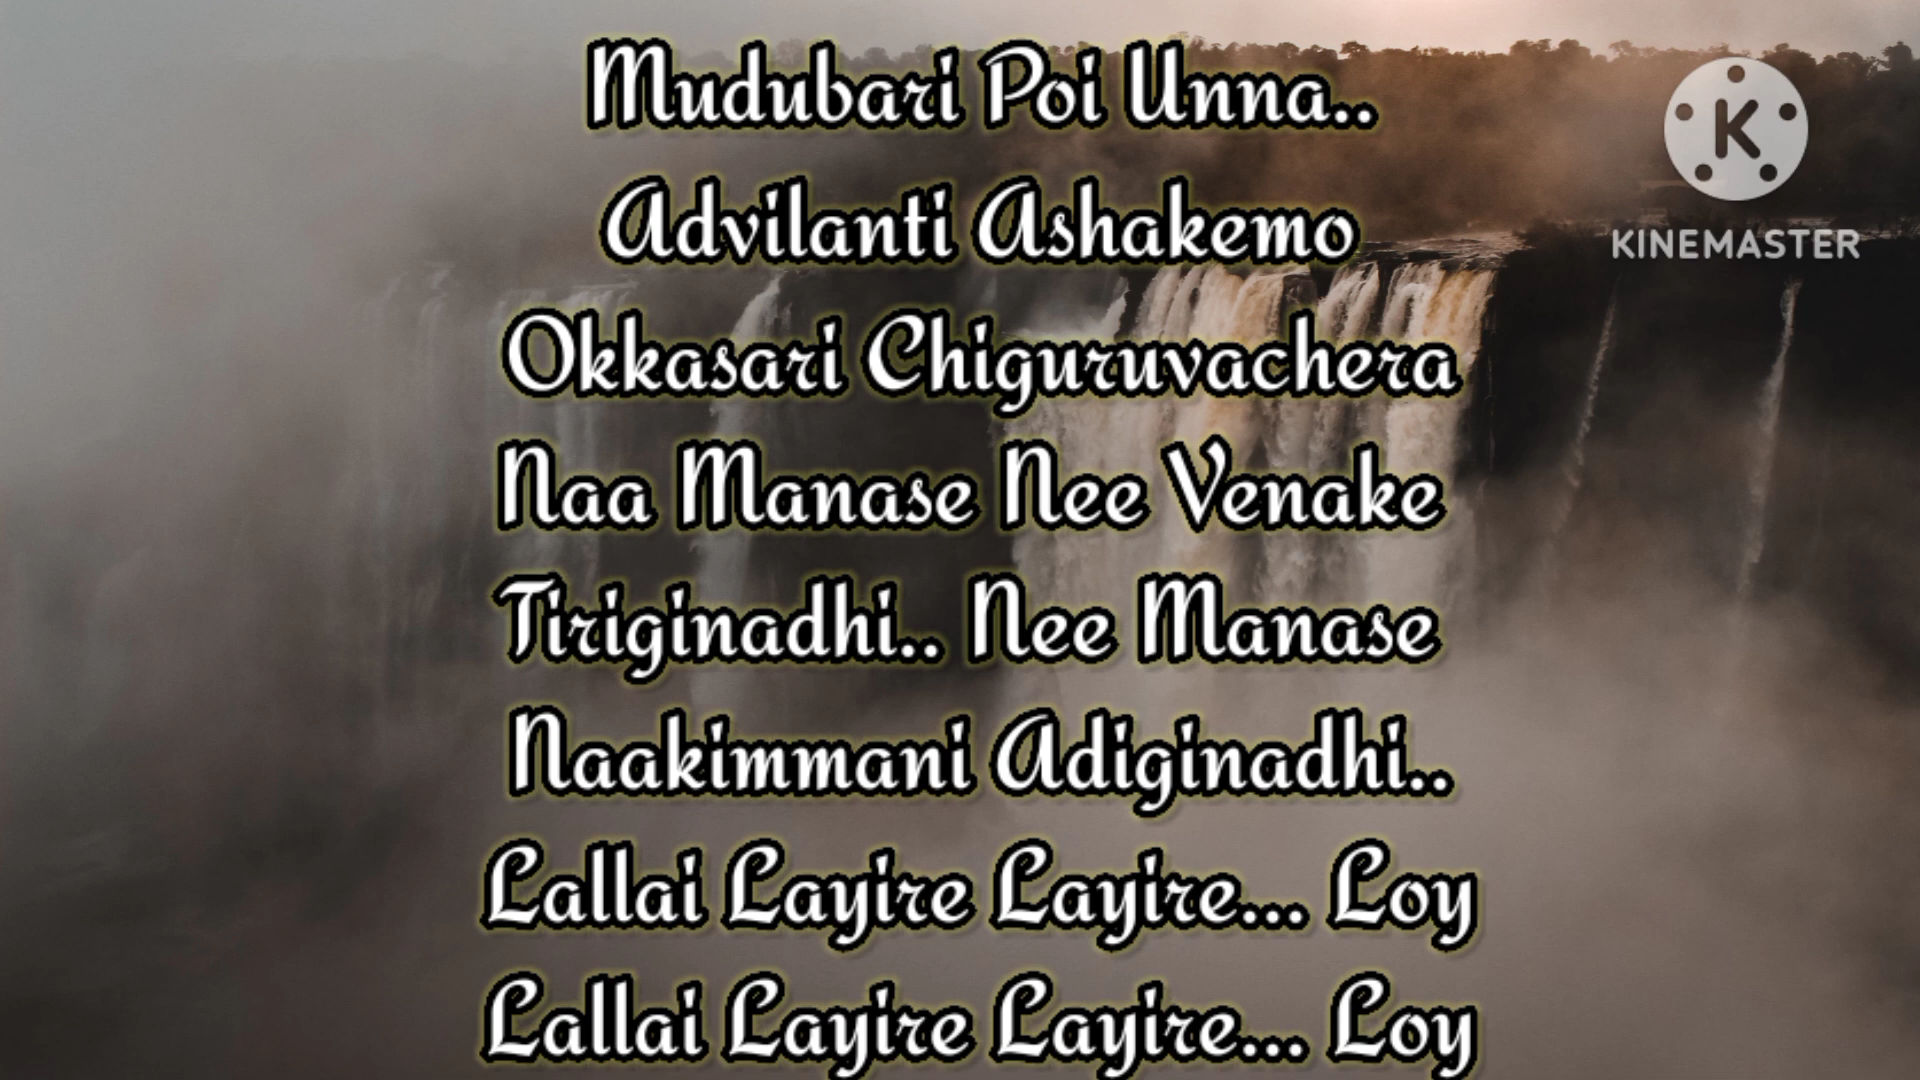 Mudubari Poi Unna..
Advilanti Ashakemo
Okkasari Chiguruvachera
Naa Manase Nee Venake
Tiriginadhi.. Nee Manase
Naakimmani Adiginadhi..
Lallai Layire Layire... Loy
Lallai Layire Layire... Loy
K
KINEMASTER